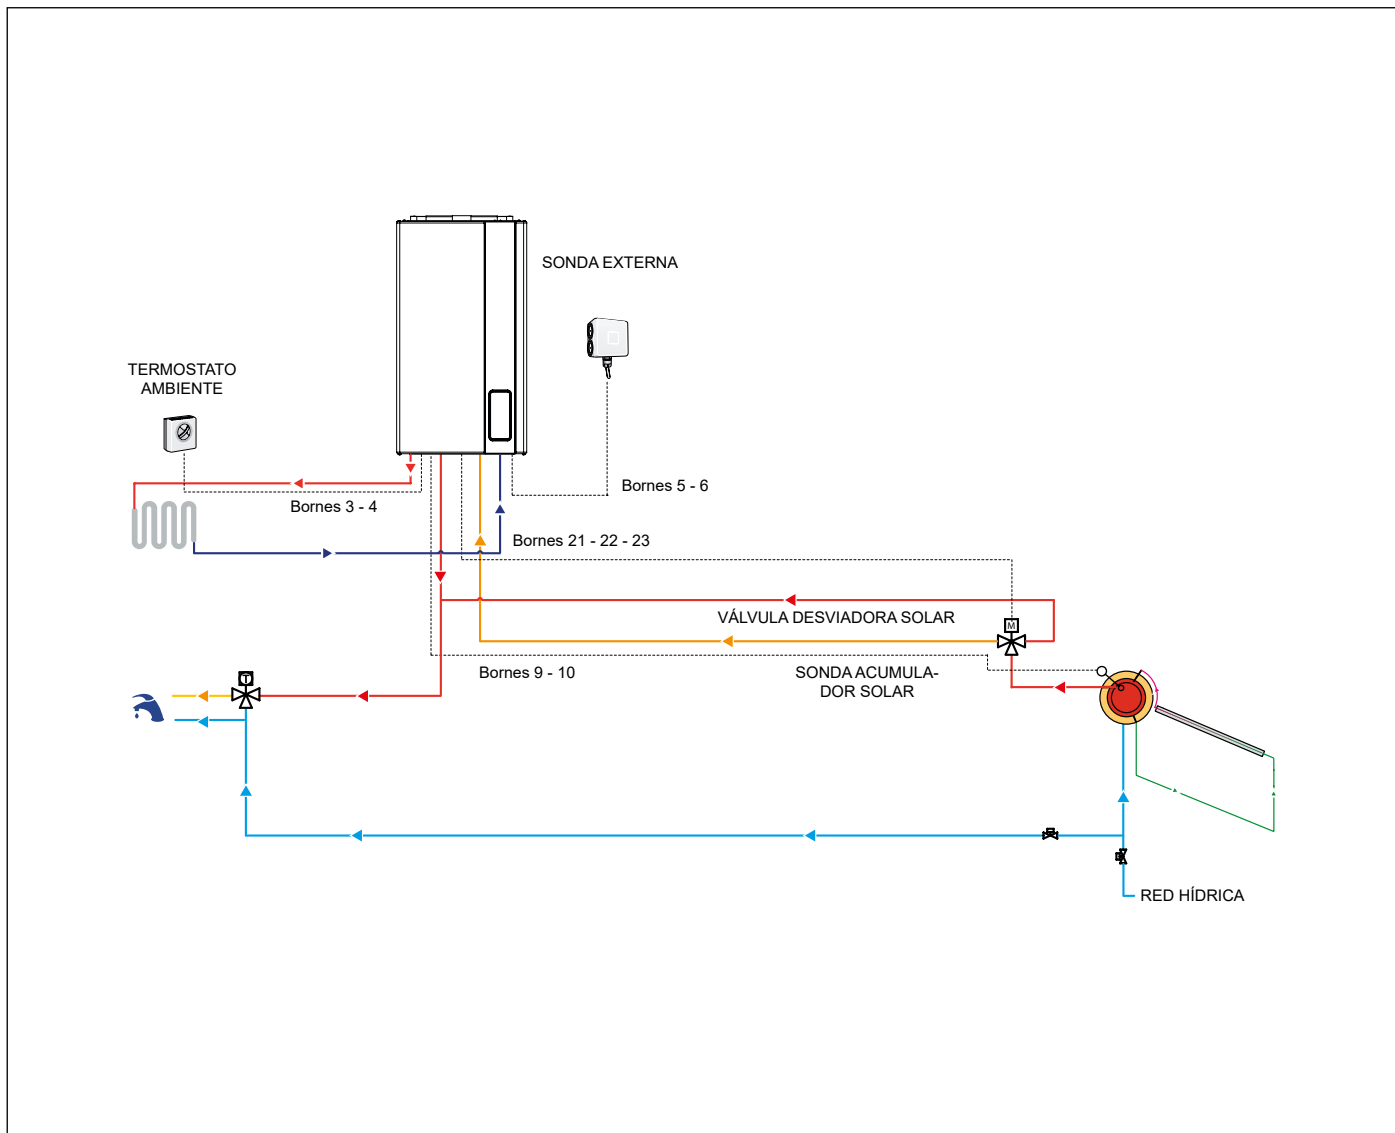 SONDA EXTERNA
TERMOSTATO
AMBIENTE
Bornes 5 - 6
Bornes 3 - 4
Bornes 21 - 22 - 23
VÁLVULA DESVIADORA SOLAR
M
Bornes 9 - 10
SONDA ACUMULA-
DOR SOLAR
T
RED HÍDRICA